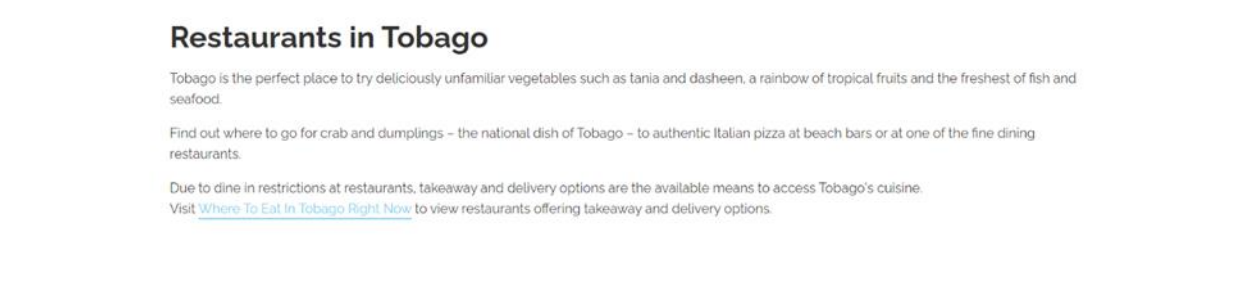 Restaurants in Tobago
Tobago is the perfect place to try deliciously unfamiliar vegetables such as tania and dasheen, a rainbow of tropical fruits and the freshest of fish and
seafood.
Find out where to go for crab and dumplings – the national dish of Tobago – to authentic Italian pizza at beach bars or at one of the fine dining
restaurants.
Due to dine in restrictions at restaurants, takeaway and delivery options are the available means to access Tobago's cuisine.
Visit Where To Eat In Tobago Right Now to view restaurants offering takeaway and delivery options.